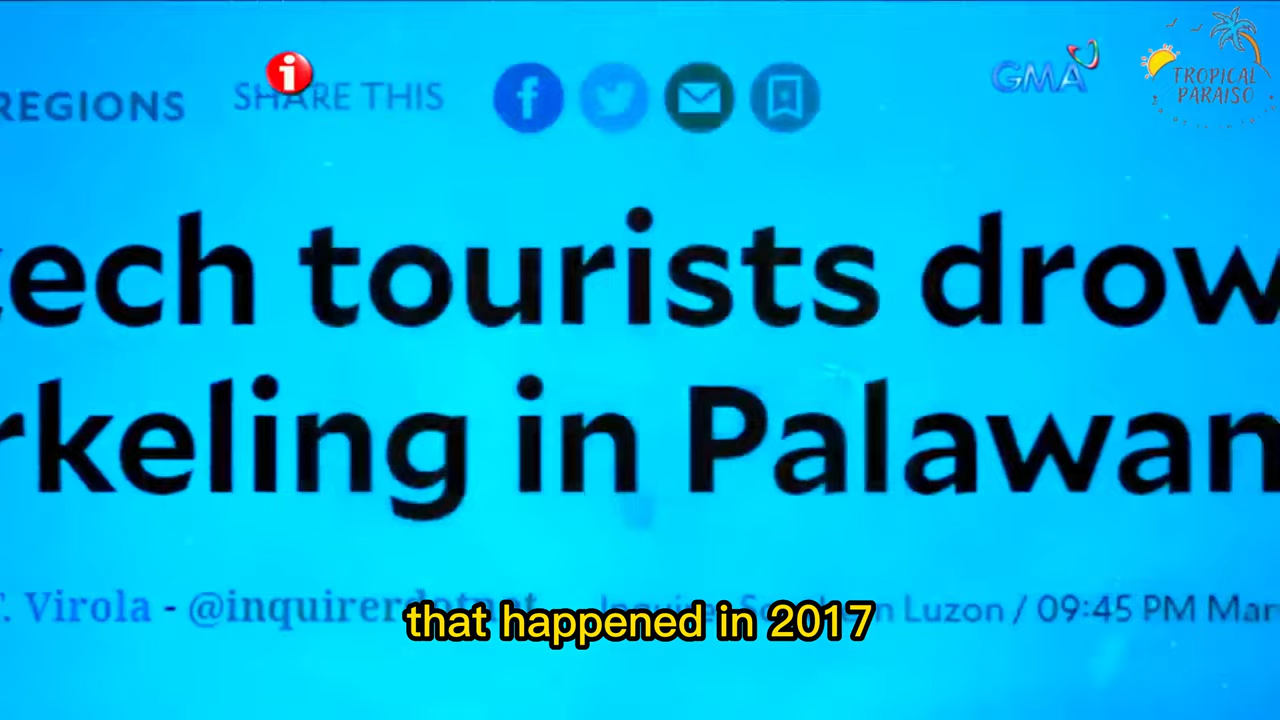 REGIONS
SHARE THIS
GMA
TROPICAL
PARAISO
ech tourists drow
rkeling in Palawan
T. Virola - @inquirerdotnet
Luzon / 09:45 PM Mar
that happened in 2017